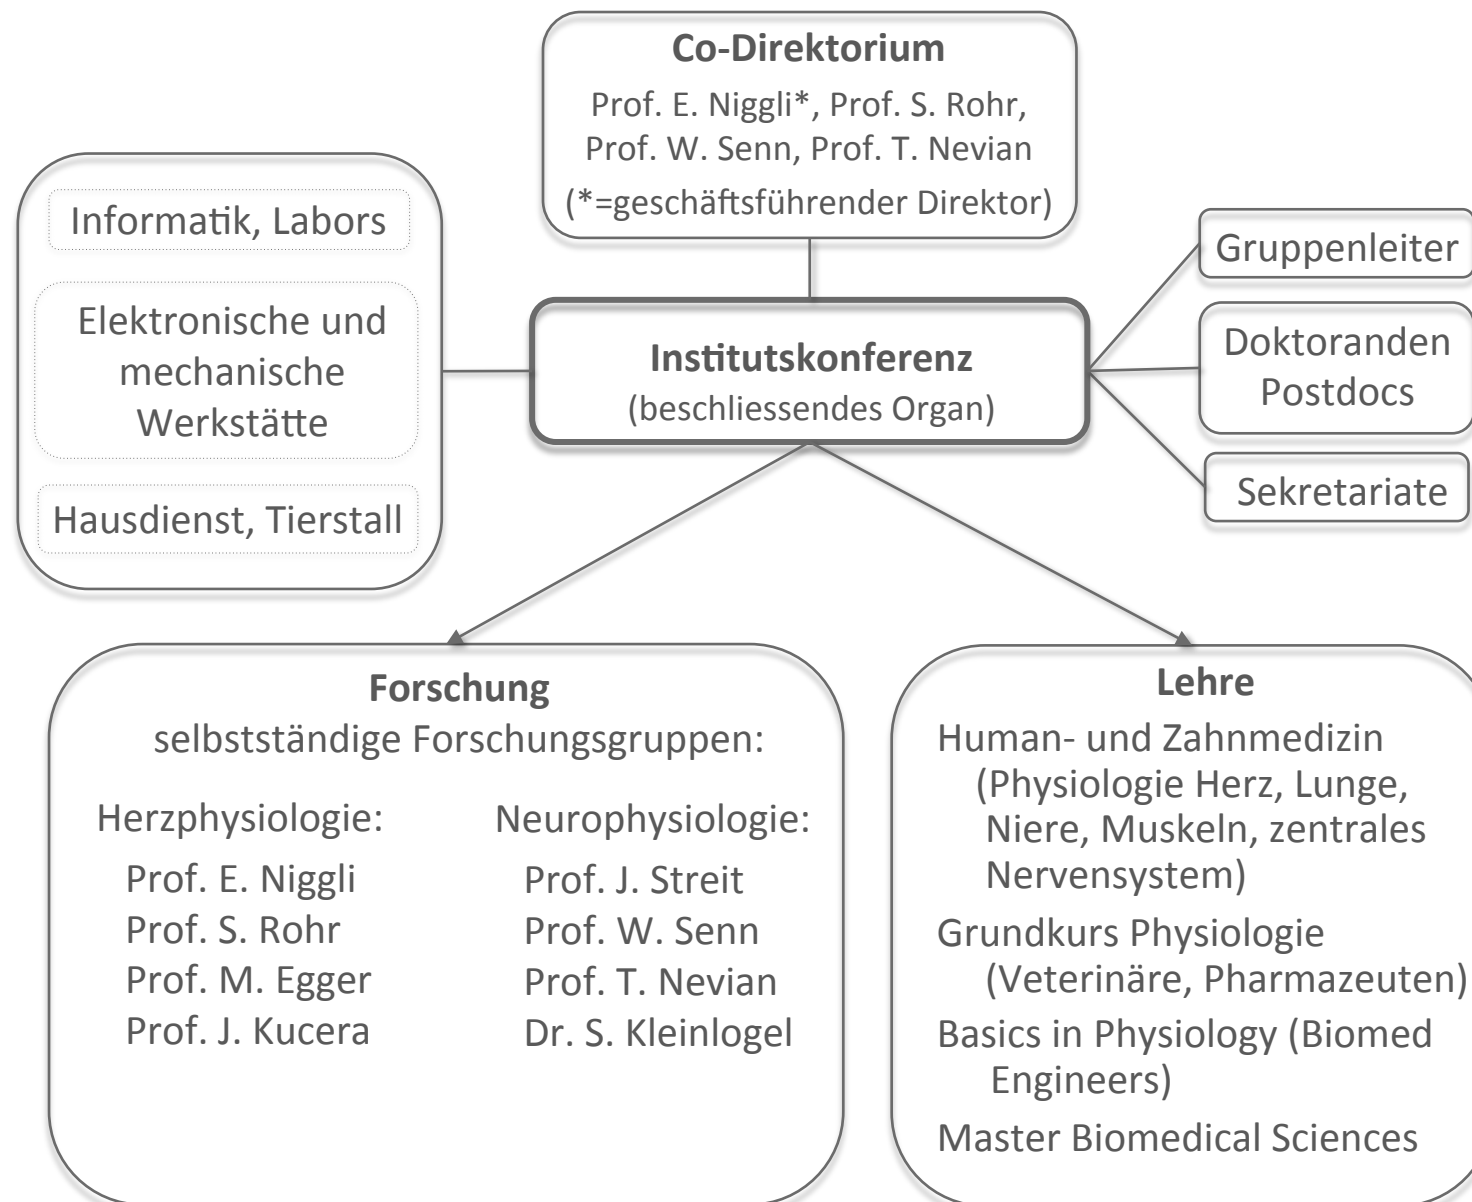 Co-Direktorium
Prof. E. Niggli*, Prof. S. Rohr,
Prof. W. Senn, Prof. T. Nevian
(*=geschäftsführender Direktor)
Informatik, Labors
Elektronische und
mechanische
Werkstätte
Hausdienst, Tierstall
Institutskonferenz
(beschliessendes Organ)
Gruppenleiter
Doktoranden
Postdocs
Sekretariate
Forschung
selbstständige Forschungsgruppen:
Herzphysiologie:
Prof. E. Niggli
Prof. S. Rohr
Prof. M. Egger
Prof. J. Kucera
Neurophysiologie:
Prof. J. Streit
Prof. W. Senn
Prof. T. Nevian
Dr. S. Kleinlogel
Lehre
Human- und Zahnmedizin
(Physiologie Herz, Lunge,
Niere, Muskeln, zentrales
Nervensystem)
Grundkurs Physiologie
(Veterinäre, Pharmazeuten)
Basics in Physiology (Biomed
Engineers)
Master Biomedical Sciences